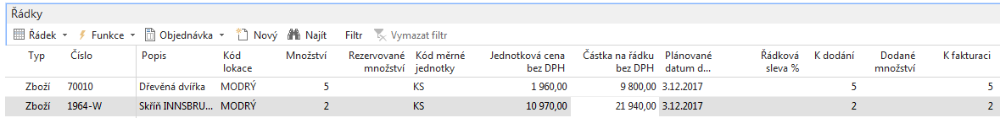 Řádky
Řádek Funkce Objednávka Nový Najít Filtr Vymazat filtr
Typ Číslo Popis Kód lokace Množství Rezervované množství Kód měrné jednotky Jednotková cena bez DPH Částka na řádku bez DPH Plánované datum d... Řádková sleva % K dodání Dodané množství K fakturaci
Zboží 70010 Dřevěná dvířka MODRÝ 5 KS 1 960,00 9 800,00 3.12.2017 5 5
Zboží 1964-W Skříň INNSBRU... MODRÝ 2 KS 10 970,00 21 940,00 3.12.2017 2 2